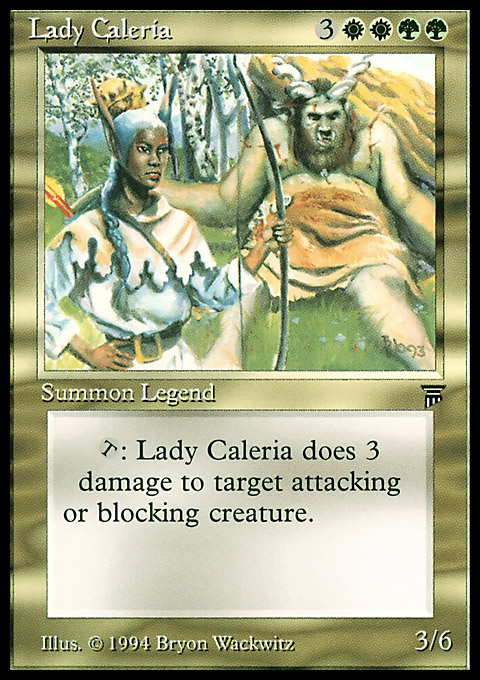 Lady Caleria 3
B Wo93
Summon Legend
T: Lady Caleria does 3
damage to target attacking
or blocking creature.
Illus. © 1994 Bryon Wackwitz 3/6